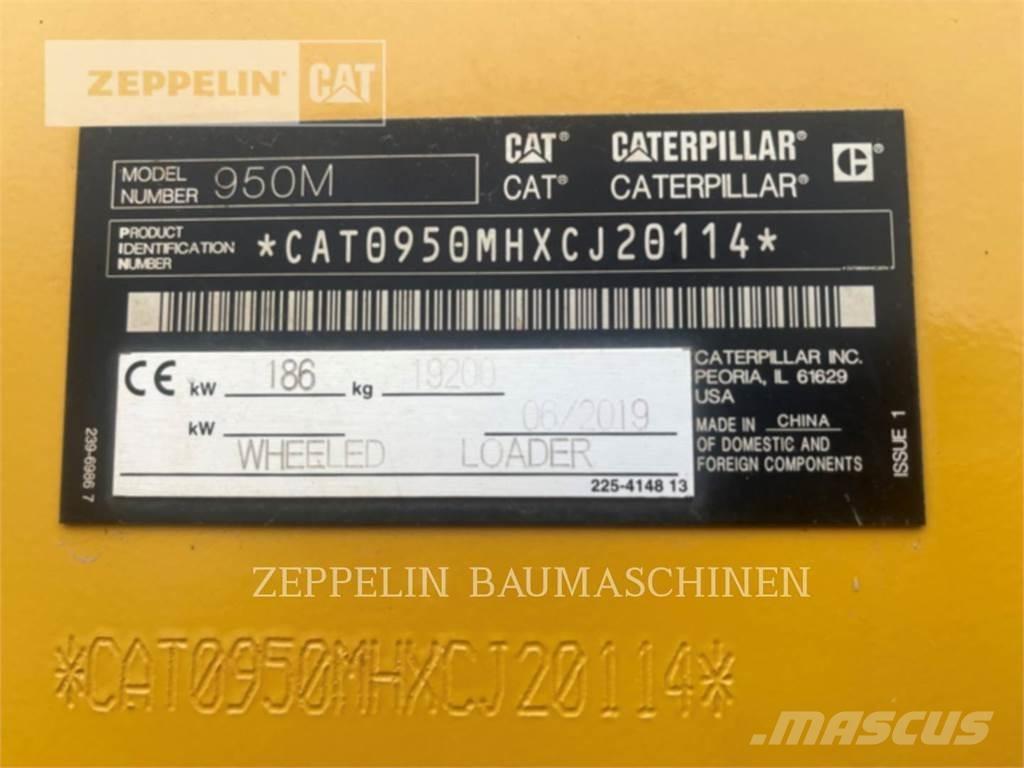 ZEPPELIN CAT
CAT® CATERPILLAR®
CAT® CATERPILLAR®
MODEL NUMBER 950M
PRODUCT IDENTIFICATION NUMBER *CAT0950MHXCJ20114*
CE kW 186 kg 19200
kW 06/2019
WHEELED LOADER
225-4148 13
CATERPILLAR INC.
PEORIA, IL 61629
USA
MADE IN CHINA
OF DOMESTIC AND
FOREIGN COMPONENTS
239-6986 7
ISSUE 1
ZEPPELIN BAUMASCHINEN
*CAT0950MHXCJ20114*
MASCUS